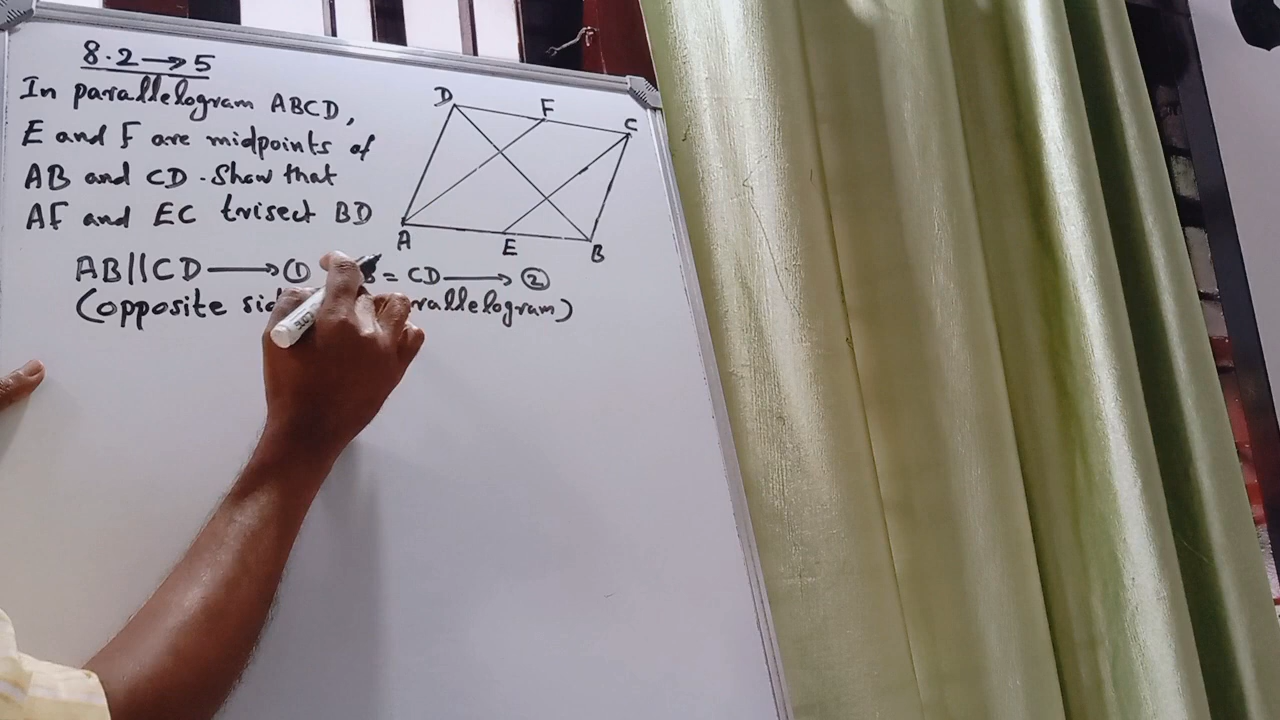 8.2→5
In parallelogram ABCD,
E and F are midpoints of
AB and CD. Show that
AF and EC trisect BD
D F C
A E B
AB||CD → ① = CD → ②
(opposite